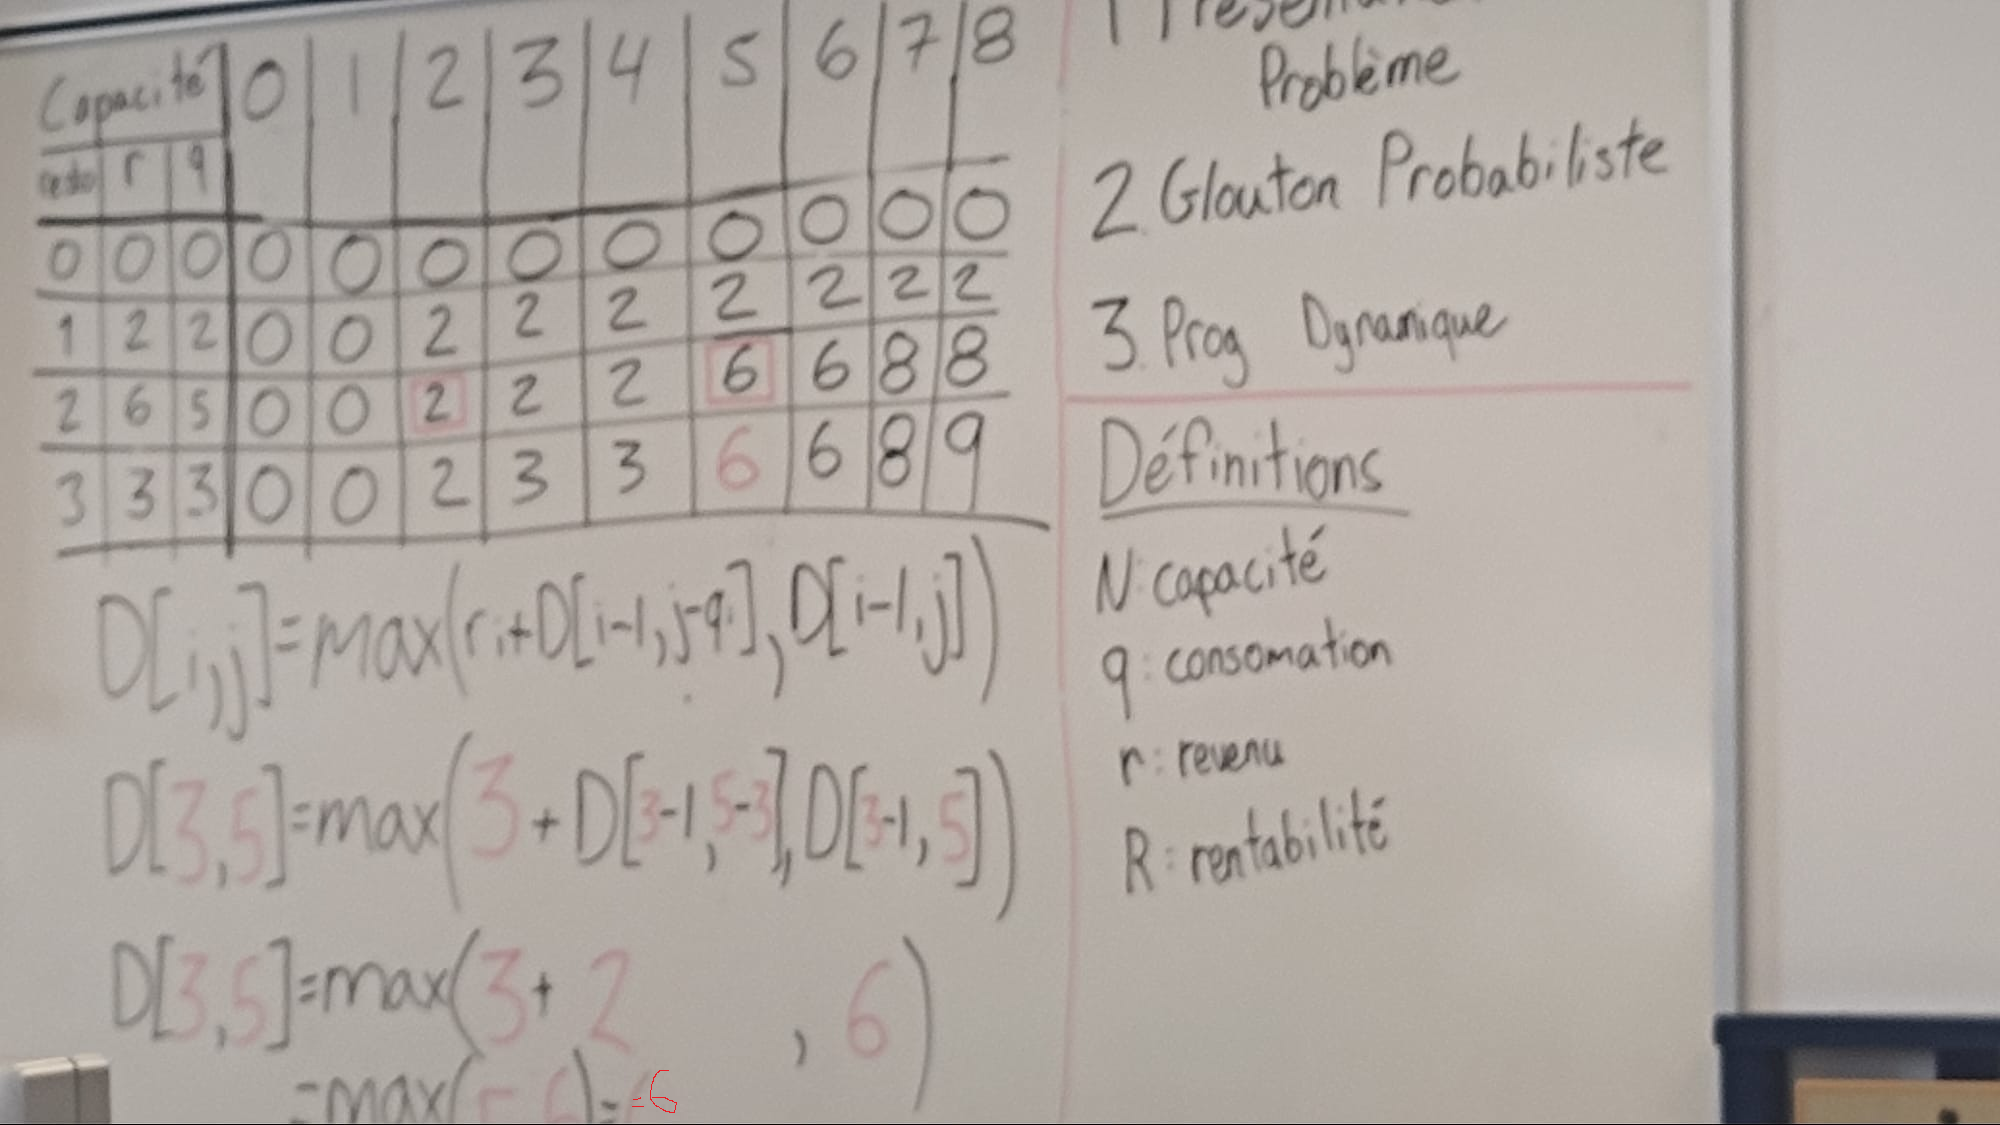 Capacité 0 1 2 3 4 5 6 7 8
resto r q
0 0 0 0 0 0 0 0 0 0 0 0
1 2 2 0 0 2 2 2 2 2 2 2
2 6 5 0 0 2 2 2 6 6 8 8
3 3 3 0 0 2 3 3 6 6 8 9
D[i,j]=max(ri+D[i-1,j-qi],D[i-1,j])
D[3,5]=max(3+D[3-1,5-3],D[3-1,5])
D[3,5]=max(3+2,6)
=max(5 6)=6
Problème
2. Glouton Probabiliste
3. Prog Dynamique
Définitions
N: capacité
q: consomation
r: revenu
R: rentabilité